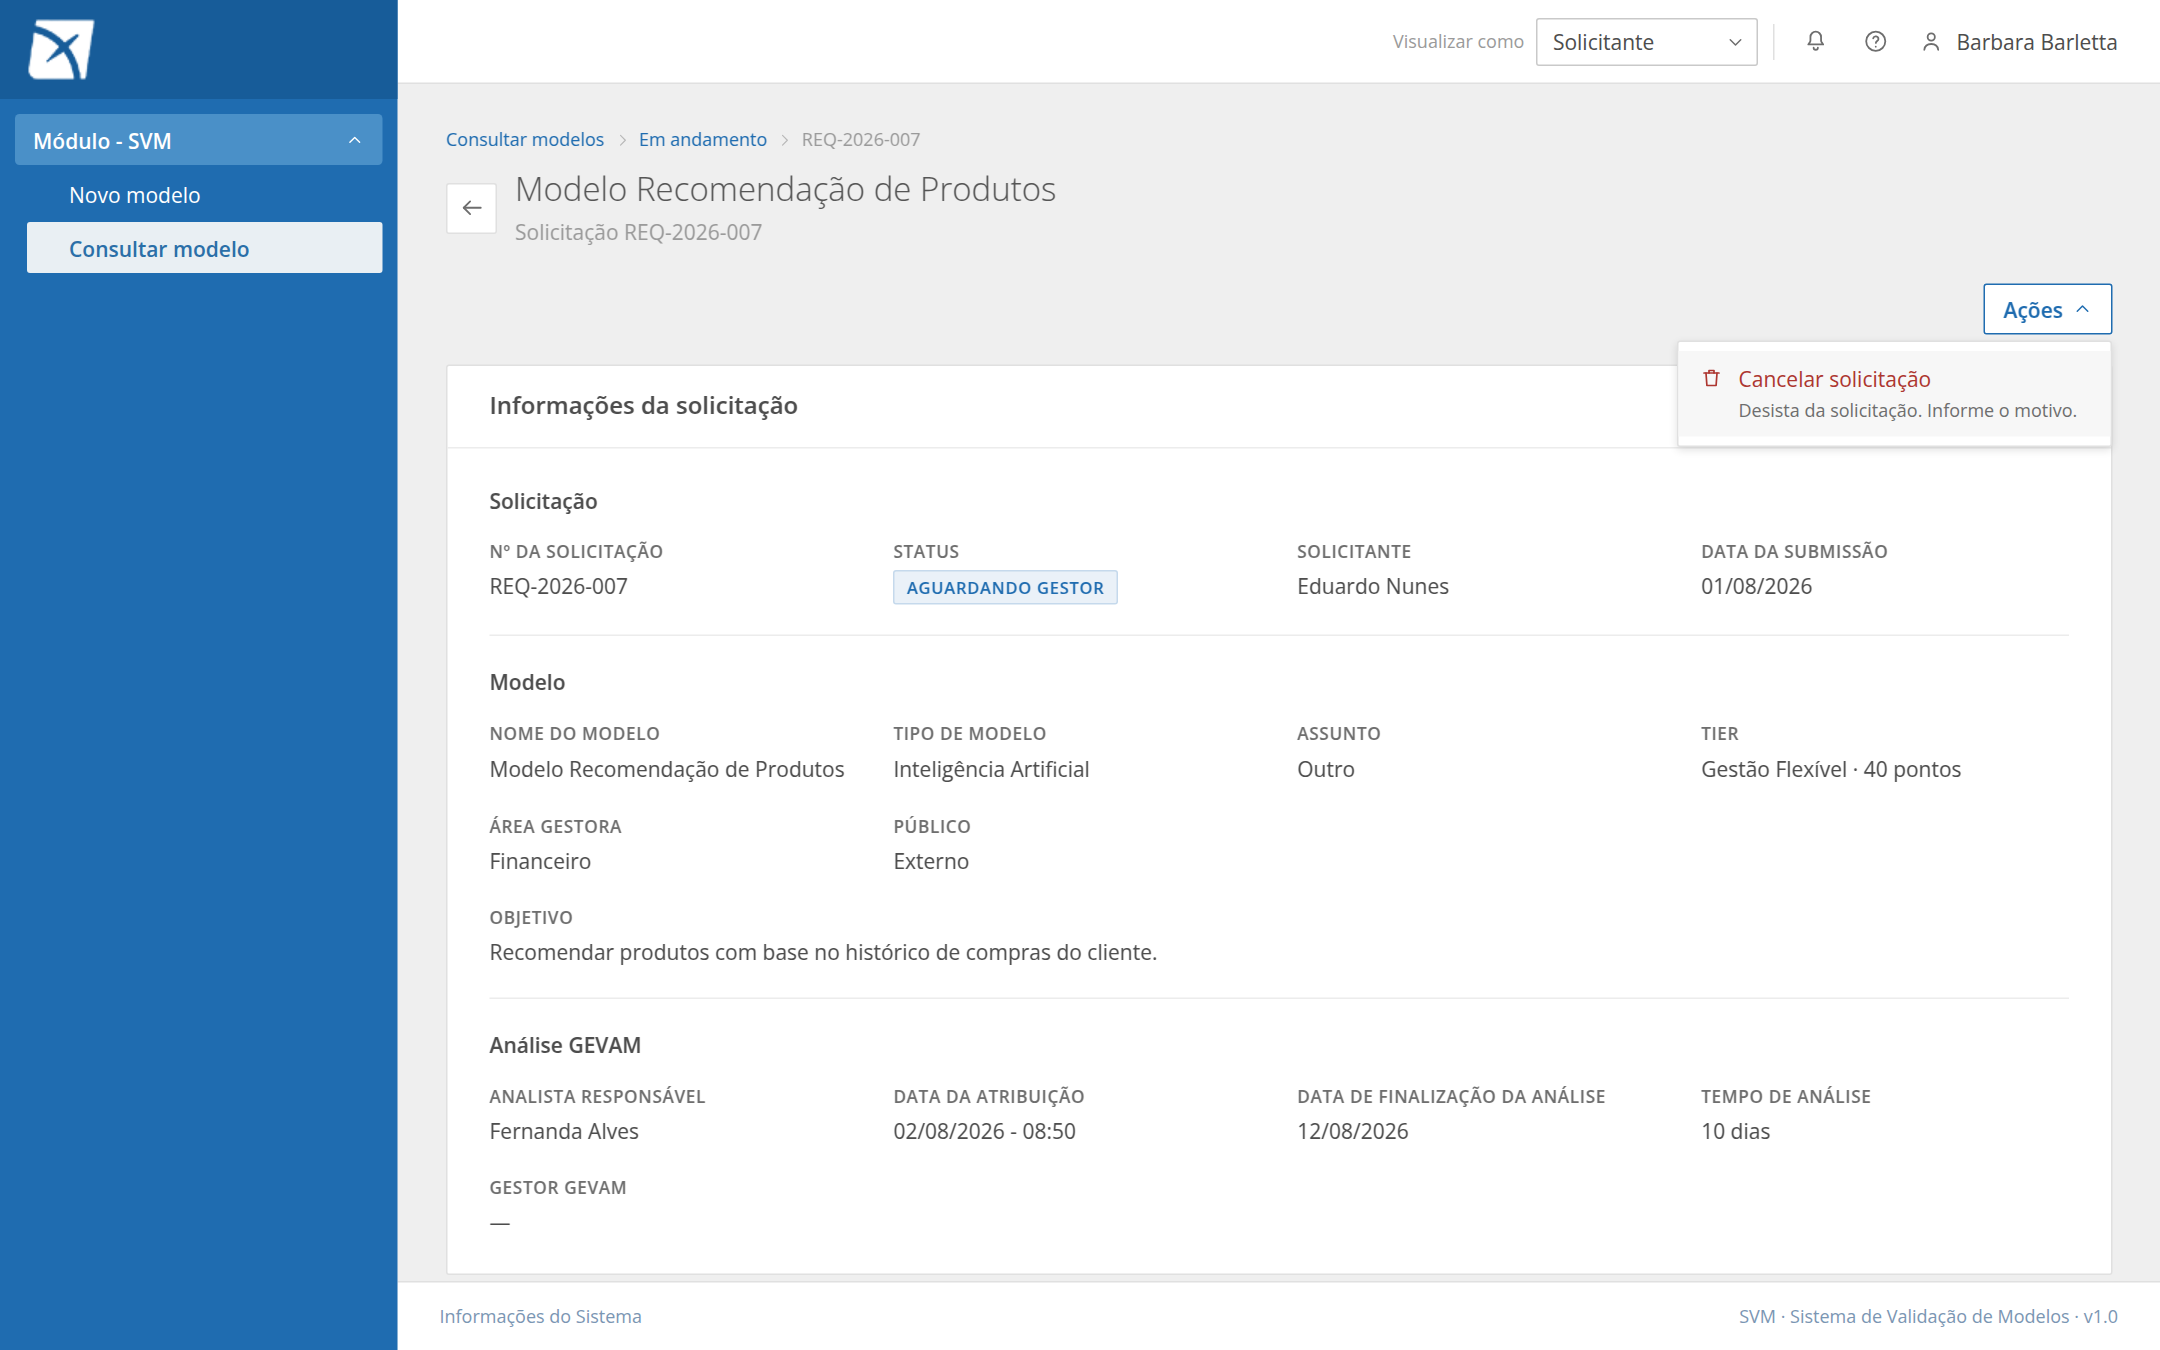 Visualizar como
Solicitante
Barbara Barletta
Módulo - SVM
Novo modelo
Consultar modelo
Consultar modelos > Em andamento > REQ-2026-007
Modelo Recomendação de Produtos
Solicitação REQ-2026-007
Ações
Cancelar solicitação
Desista da solicitação. Informe o motivo.
Informações da solicitação
Solicitação
Nº DA SOLICITAÇÃO
REQ-2026-007
STATUS
AGUARDANDO GESTOR
SOLICITANTE
Eduardo Nunes
DATA DA SUBMISSÃO
01/08/2026
Modelo
NOME DO MODELO
Modelo Recomendação de Produtos
TIPO DE MODELO
Inteligência Artificial
ASSUNTO
Outro
TIER
Gestão Flexível · 40 pontos
ÁREA GESTORA
Financeiro
PÚBLICO
Externo
OBJETIVO
Recomendar produtos com base no histórico de compras do cliente.
Análise GEVAM
ANALISTA RESPONSÁVEL
Fernanda Alves
DATA DA ATRIBUIÇÃO
02/08/2026 - 08:50
DATA DE FINALIZAÇÃO DA ANÁLISE
12/08/2026
TEMPO DE ANÁLISE
10 dias
GESTOR GEVAM
—
Informações do Sistema
SVM · Sistema de Validação de Modelos · v1.0